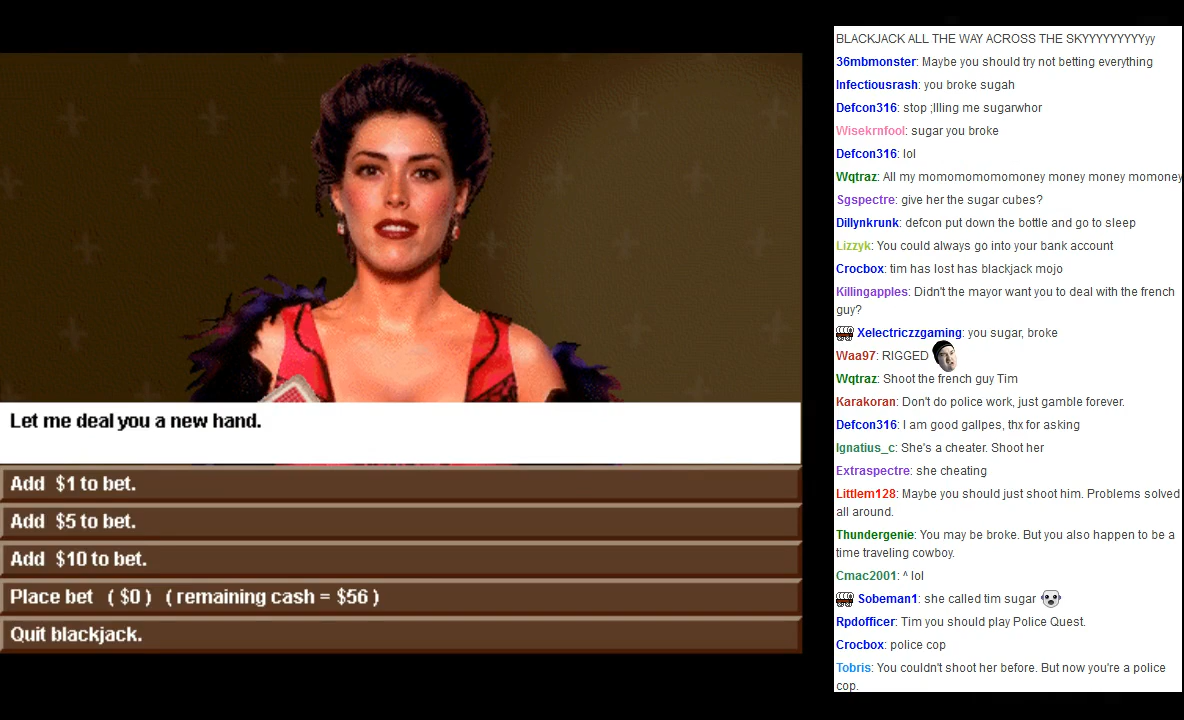 Let me deal you a new hand.
Add $1 to bet.
Add $5 to bet.
Add $10 to bet.
Place bet ( $0 ) ( remaining cash = $56 )
Quit blackjack.
BLACKJACK ALL THE WAY ACROSS THE SKYYYYYYYYYyy
36mbmonster: Maybe you should try not betting everything
Infectiousrash: you broke sugah
Defcon316: stop ;lllng me sugarwhor
Wisekrnfool: sugar you broke
Defcon316: lol
Wqtraz: All my momomomomomoney money money momoney
Sgspectre: give her the sugar cubes?
Dillynkrunk: defcon put down the bottle and go to sleep
Lizzyk: You could always go into your bank account
Crocbox: tim has lost has blackjack mojo
Killingapples: Didn't the mayor want you to deal with the french
guy?
Xelectriczzgaming: you sugar, broke
Waa97: RIGGED
Wqtraz: Shoot the french guy Tim
Karakoran: Don't do police work, just gamble forever.
Defcon316: I am good gallpes, thx for asking
Ignatius_c: She's a cheater. Shoot her
Extraspectre: she cheating
Littlem128: Maybe you should just shoot him. Problems solved
all around.
Thundergenie: You may be broke. But you also happen to be a
time traveling cowboy.
Cmac2001: ^ lol
Sobeman1: she called tim sugar
Rpdofficer: Tim you should play Police Quest.
Crocbox: police cop
Tobris: You couldn't shoot her before. But now you're a police
cop.